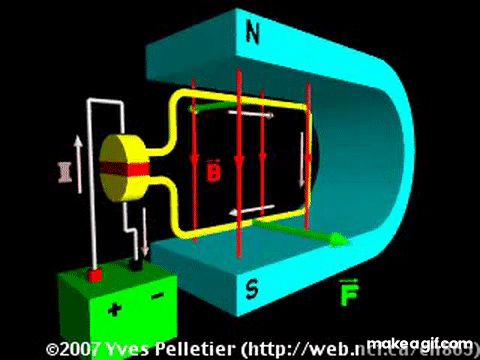 N
I
B
S
F
+ −
©2007 Yves Pelletier (http://web.
makeagif.com